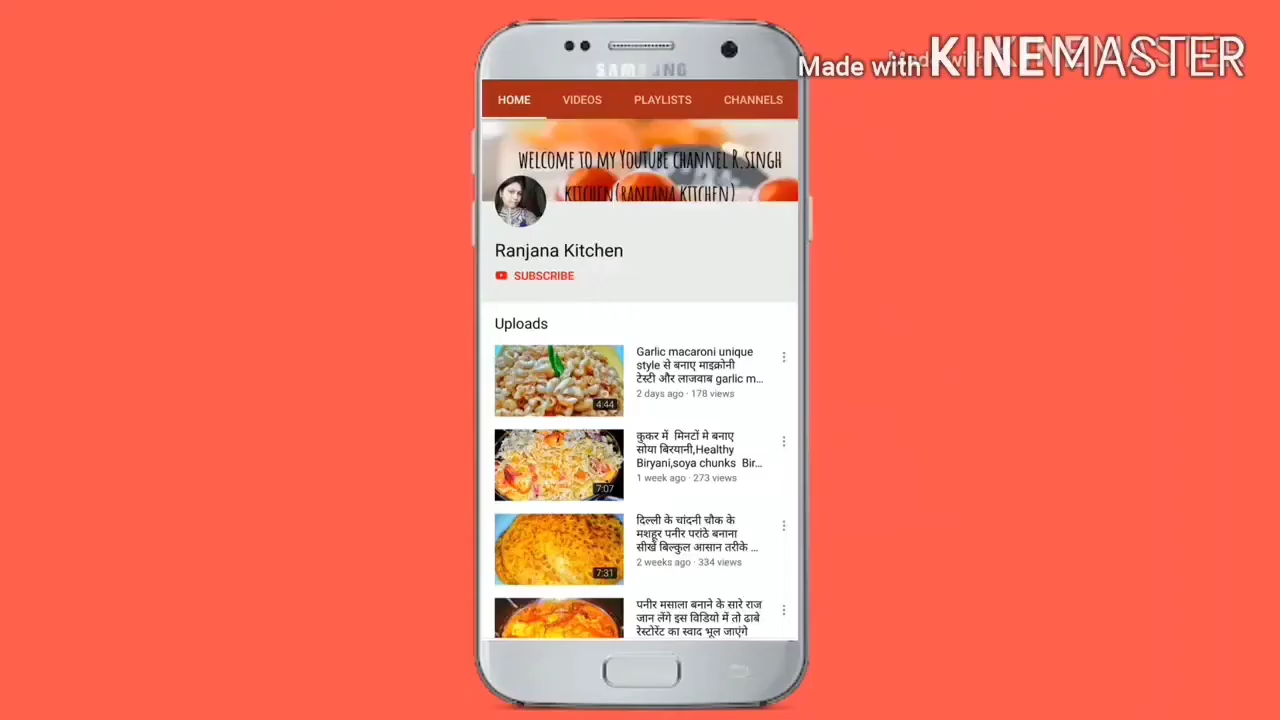 Made with KINEMASTER
SAMSUNG
HOME VIDEOS PLAYLISTS CHANNELS
WELCOME TO MY YOUTUBE CHANNEL R.SINGH
KITCHEN(RANJANA KITCHEN)
Ranjana Kitchen
SUBSCRIBE
Uploads
Garlic macaroni unique
style से बनाए माइक्रोनी
टेस्टी और लाजवाब garlic m...
2 days ago · 178 views
4:44
कुकर में मिनटों मे बनाए
सोया बिरयानी,Healthy
Biryani,soya chunks Bir...
1 week ago · 273 views
7:07
दिल्ली के चांदनी चौक के
मशहूर पनीर परांठे बनाना
सीखें बिल्कुल आसान तरीके ...
2 weeks ago · 334 views
7:31
पनीर मसाला बनाने के सारे राज
जान लेंगे इस विडियो में तो ढाबे
रेस्टोरेंट का स्वाद भूल जाएंगे